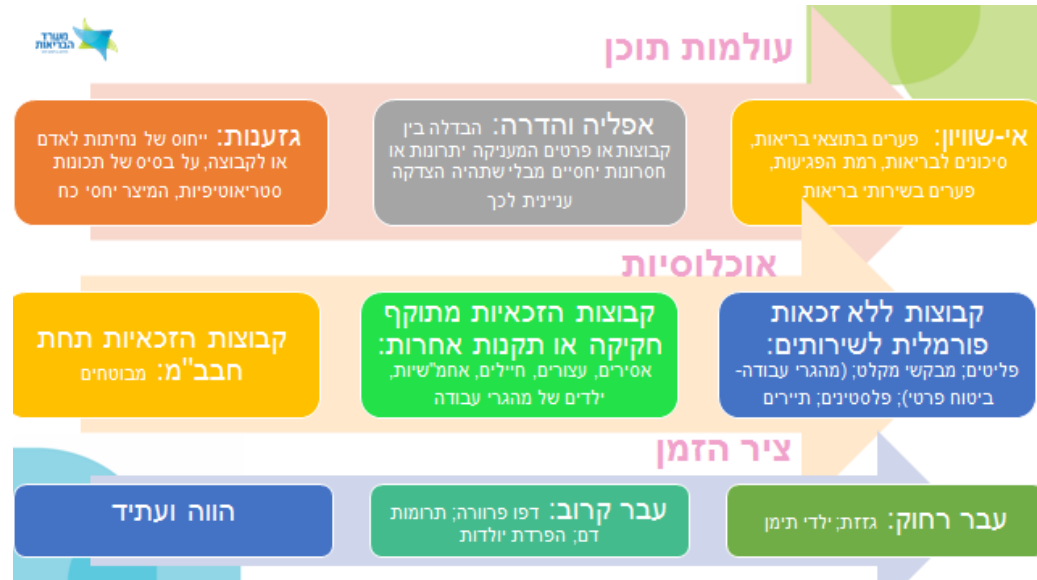 משרד
הבריאות
עולמות תוכן
אי-שוויון: פערים בתוצאי בריאות,
סיכונים לבריאות, רמת הפגיעות,
פערים בשירותי בריאות
אפליה והדרה: הבדלה בין
קבוצות או פרטים המעניקה יתרונות או
חסרונות יחסיים מבלי שתהיה הצדקה
עניינית לכך
גזענות: ייחוס של נחיתות לאדם
או לקבוצה, על בסיס של תכונות
סטריאוטיפיות, המיצר יחסי כח
אוכלוסיות
קבוצות ללא זכאות
פורמלית לשירותים:
פליטים; מבקשי מקלט; (מהגרי עבודה-
ביטוח פרטי); פלסטינים; תיירים
קבוצות הזכאיות מתוקף
חקיקה או תקנות אחרות:
אסירים, עצורים, חיילים, אחמ"שיות,
ילדים של מהגרי עבודה
קבוצות הזכאיות תחת
חבב"מ: מבוטחים
ציר הזמן
עבר רחוק: גזזת; ילדי תימן
עבר קרוב: דפו פרוורה; תרומות
דם; הפרדת יולדות
הווה ועתיד